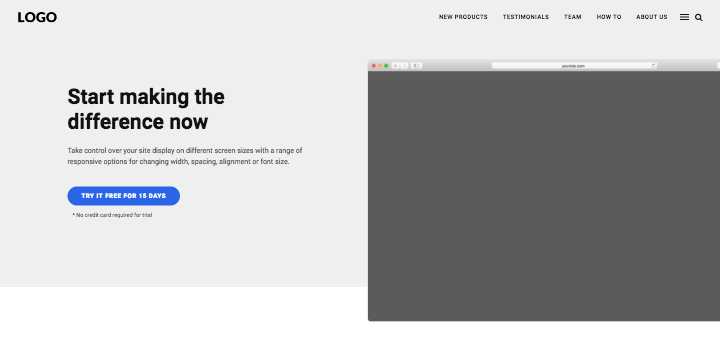 LOGO
NEW PRODUCTS TESTIMONIALS TEAM HOW TO ABOUT US
yoursite.com
Start making the
difference now
Take control over your site display on different screen sizes with a range of
responsive options for changing width, spacing, alignment or font size.
TRY IT FREE FOR 15 DAYS
* No credit card required for trial